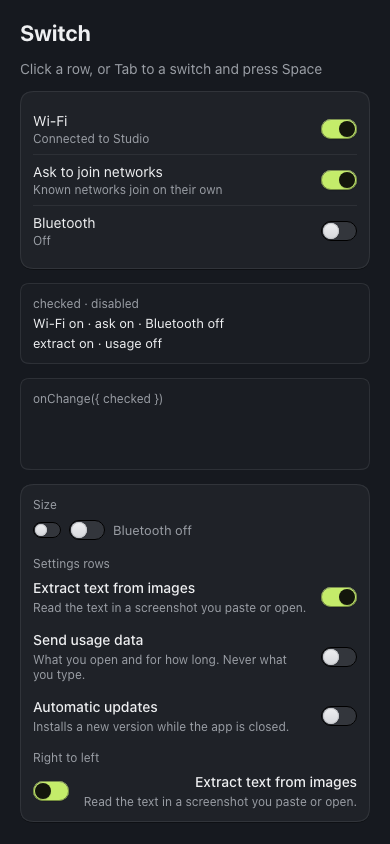 Switch
Click a row, or Tab to a switch and press Space
Wi-Fi
Connected to Studio
Ask to join networks
Known networks join on their own
Bluetooth
Off
checked · disabled
Wi-Fi on · ask on · Bluetooth off
extract on · usage off
onChange({ checked })
Size
Bluetooth off
Settings rows
Extract text from images
Read the text in a screenshot you paste or open.
Send usage data
What you open and for how long. Never what
you type.
Automatic updates
Installs a new version while the app is closed.
Right to left
Extract text from images
Read the text in a screenshot you paste or open.